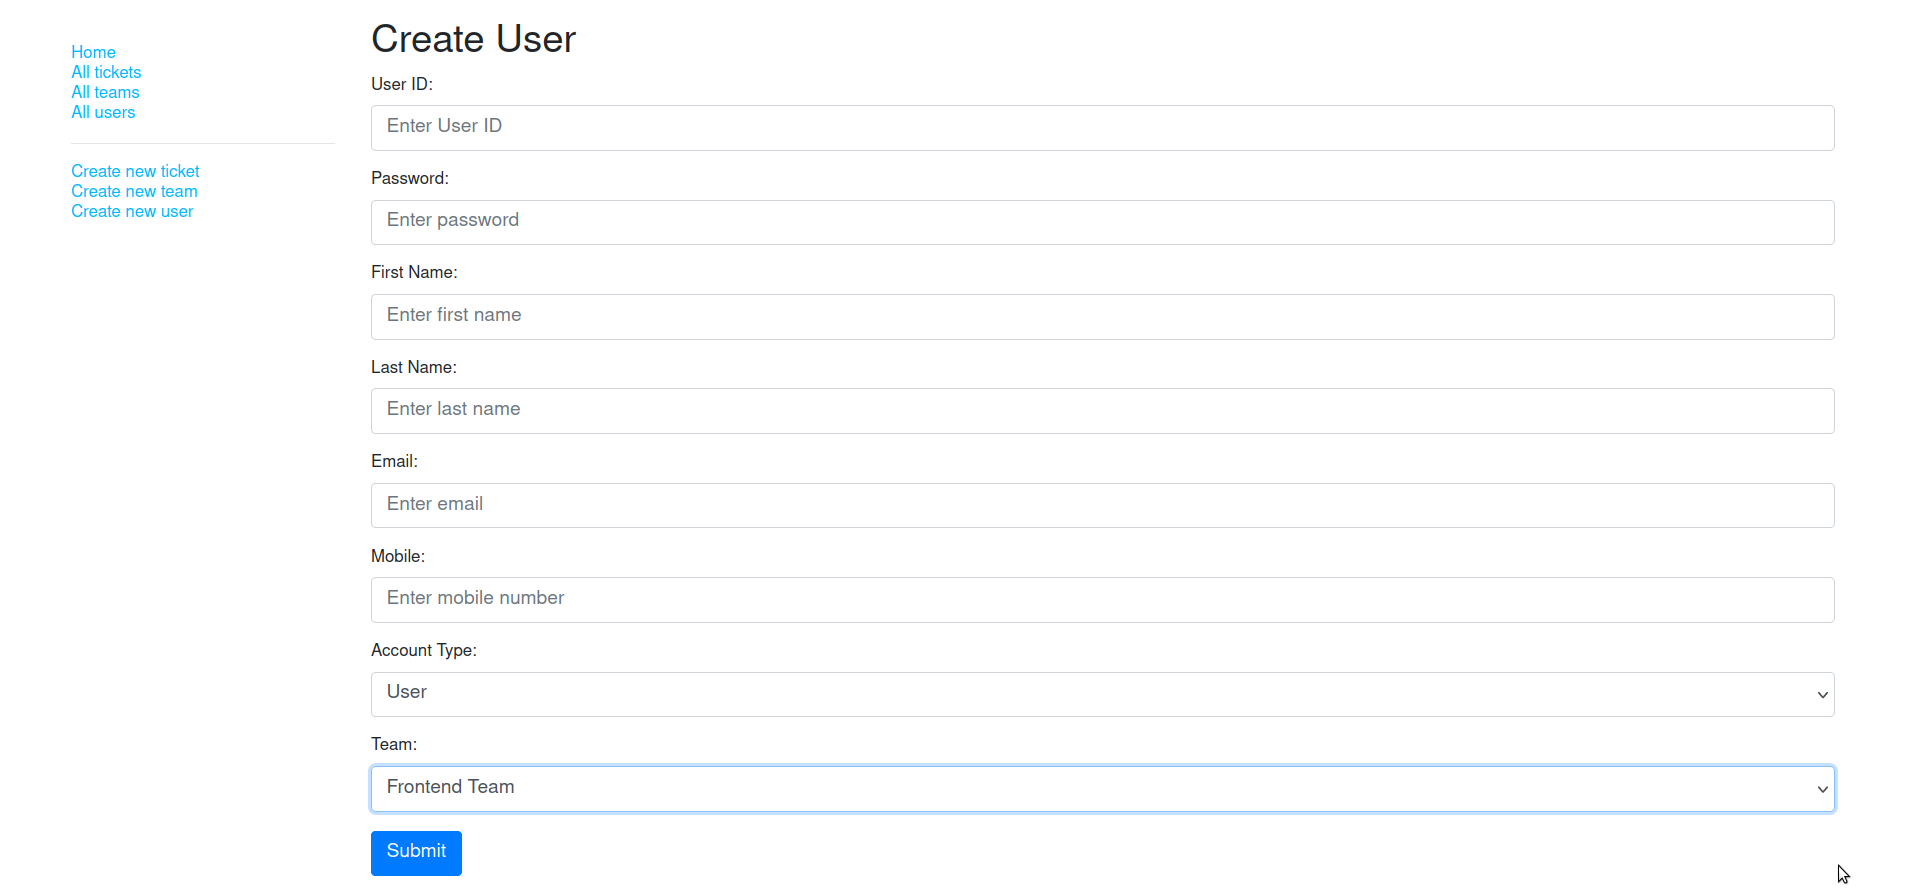 Home
All tickets
All teams
All users
Create new ticket
Create new team
Create new user
Create User
User ID:
Enter User ID
Password:
Enter password
First Name:
Enter first name
Last Name:
Enter last name
Email:
Enter email
Mobile:
Enter mobile number
Account Type:
User
Team:
Frontend Team
Submit